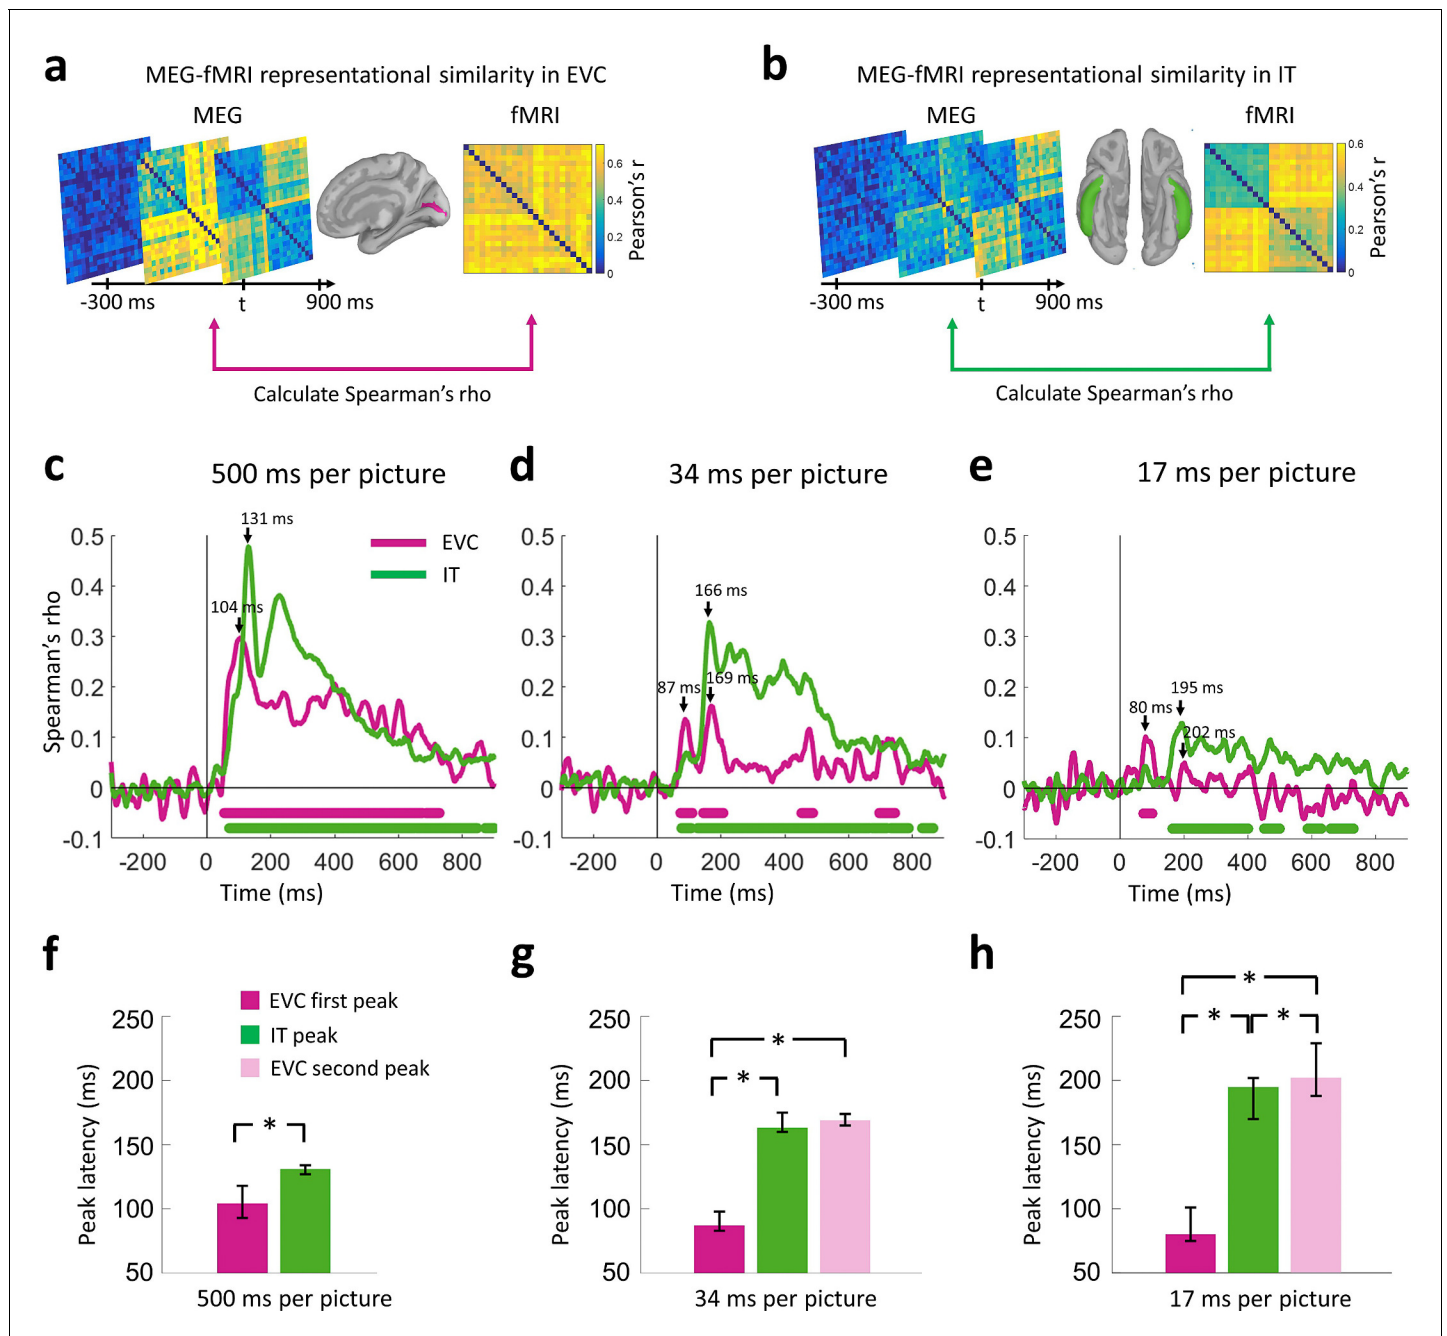 a
MEG-fMRI representational similarity in EVC
MEG
fMRI
0.6
0.4
0.2
0
Pearson's r
-300 ms
t
900 ms
Calculate Spearman's rho
b
MEG-fMRI representational similarity in IT
MEG
fMRI
0.6
0.4
0.2
0
Pearson's r
-300 ms
t
900 ms
Calculate Spearman's rho
c
500 ms per picture
131 ms
104 ms
EVC
IT
Spearman's rho
0.5
0.4
0.3
0.2
0.1
0
-0.1
-200 0 200 400 600 800
Time (ms)
d
34 ms per picture
166 ms
87 ms
169 ms
0.5
0.4
0.3
0.2
0.1
0
-0.1
-200 0 200 400 600 800
Time (ms)
e
17 ms per picture
195 ms
80 ms
202 ms
0.5
0.4
0.3
0.2
0.1
0
-0.1
-200 0 200 400 600 800
Time (ms)
f
EVC first peak
IT peak
EVC second peak
Peak latency (ms)
250
200
150
100
50
*
500 ms per picture
g
Peak latency (ms)
250
200
150
100
50
*
*
34 ms per picture
h
Peak latency (ms)
250
200
150
100
50
*
* *
17 ms per picture